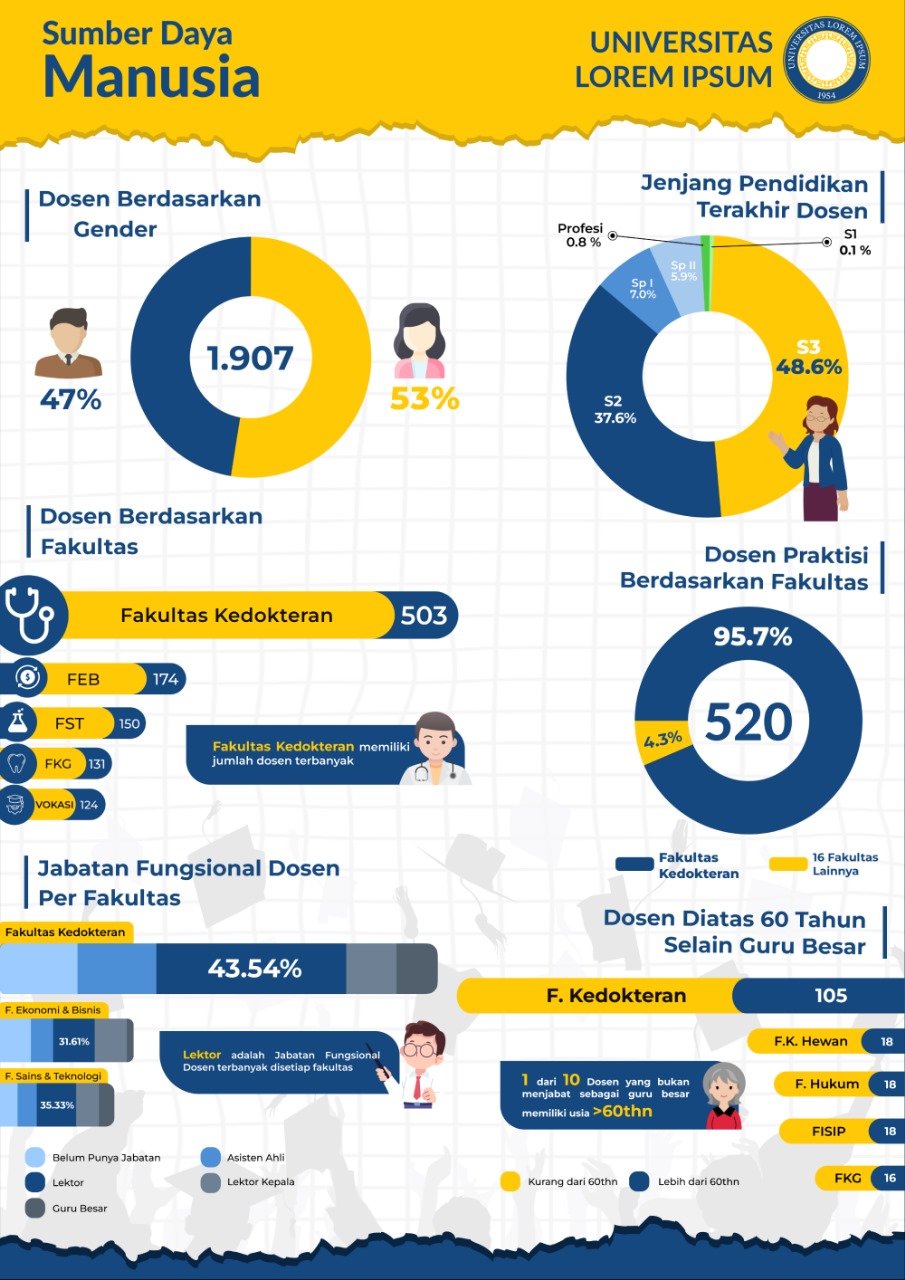 Sumber Daya
Manusia
UNIVERSITAS
LOREM IPSUM
UNIVERSITAS LOREM IPSUM
1954
Dosen Berdasarkan
Gender
1.907
47%
53%
Jenjang Pendidikan
Terakhir Dosen
Profesi
0.8 %
S1
0.1 %
Sp II
5.9%
Sp I
7.0%
S3
48.6%
S2
37.6%
Dosen Berdasarkan
Fakultas
Fakultas Kedokteran 503
FEB 174
FST 150
FKG 131
VOKASI 124
Fakultas Kedokteran memiliki
jumlah dosen terbanyak
Dosen Praktisi
Berdasarkan Fakultas
95.7%
520
4.3%
Fakultas
Kedokteran
16 Fakultas
Lainnya
Jabatan Fungsional Dosen
Per Fakultas
Fakultas Kedokteran
43.54%
F. Ekonomi & Bisnis
31.61%
F. Sains & Teknologi
35.33%
Lektor adalah Jabatan Fungsional
Dosen terbanyak disetiap fakultas
Belum Punya Jabatan
Asisten Ahli
Lektor
Lektor Kepala
Guru Besar
Dosen Diatas 60 Tahun
Selain Guru Besar
F. Kedokteran 105
F.K. Hewan 18
F. Hukum 18
FISIP 18
FKG 16
1 dari 10 Dosen yang bukan
menjabat sebagai guru besar
memiliki usia >60thn
Kurang dari 60thn
Lebih dari 60thn